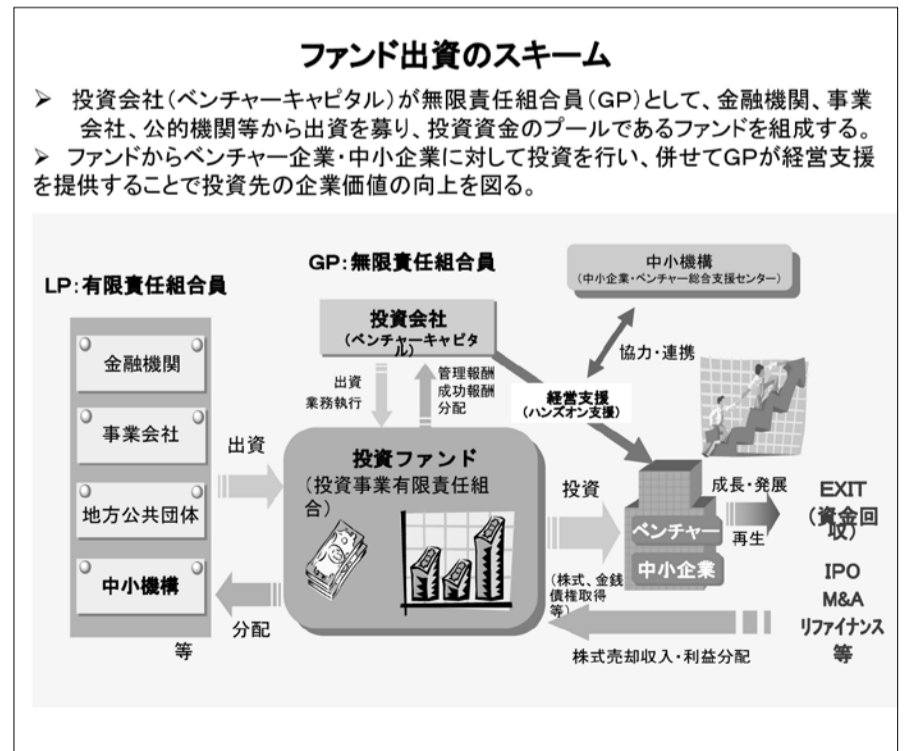 ファンド出資のスキーム
➢ 投資会社(ベンチャーキャピタル)が無限責任組合員(GP)として、金融機関、事業
会社、公的機関等から出資を募り、投資資金のプールであるファンドを組成する。
➢ ファンドからベンチャー企業・中小企業に対して投資を行い、併せてGPが経営支援
を提供することで投資先の企業価値の向上を図る。
LP:有限責任組合員
GP:無限責任組合員
中小機構
(中小企業・ベンチャー総合支援センター)
投資会社
(ベンチャーキャピタ
ル)
協力・連携
金融機関
事業会社
地方公共団体
中小機構
等
出資
分配
出資
業務執行
管理報酬
成功報酬
分配
経営支援
(ハンズオン支援)
投資ファンド
(投資事業有限責任組
合)
投資
(株式、金銭
債権取得
等)
ベンチャー
中小企業
成長・発展
再生
EXIT
(資金回
収)
IPO
M&A
リファイナンス
等
株式売却収入・利益分配